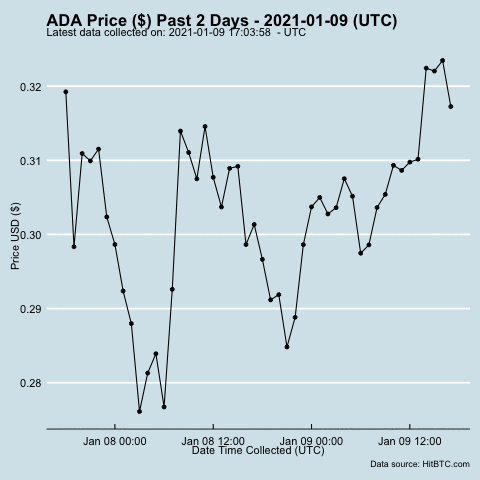 ADA Price ($) Past 2 Days - 2021-01-09 (UTC)
Latest data collected on: 2021-01-09 17:03:58  - UTC
0.32
0.31
0.30
0.29
0.28
Price USD ($)
Jan 08 00:00 Jan 08 12:00 Jan 09 00:00 Jan 09 12:00
Date Time Collected (UTC)
Data source: HitBTC.com